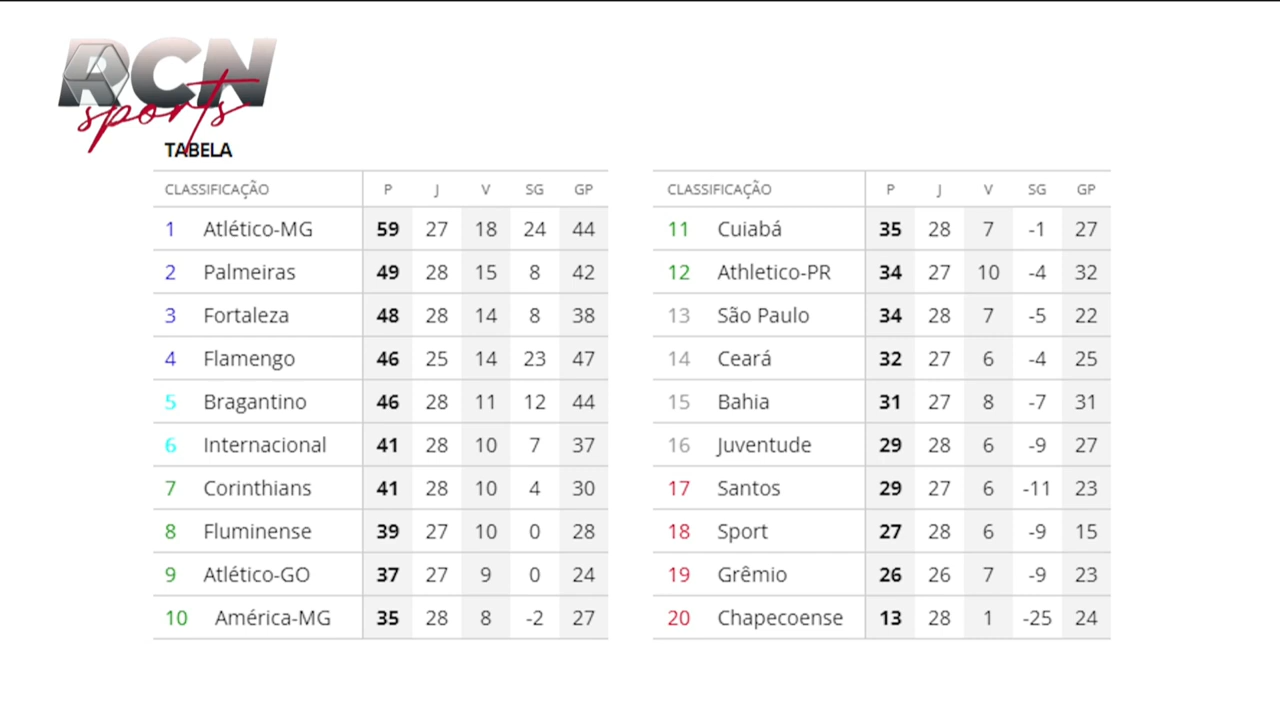 RCN
sports
TABELA
CLASSIFICAÇÃO P J V SG GP
1 Atlético-MG 59 27 18 24 44
2 Palmeiras 49 28 15 8 42
3 Fortaleza 48 28 14 8 38
4 Flamengo 46 25 14 23 47
5 Bragantino 46 28 11 12 44
6 Internacional 41 28 10 7 37
7 Corinthians 41 28 10 4 30
8 Fluminense 39 27 10 0 28
9 Atlético-GO 37 27 9 0 24
10 América-MG 35 28 8 -2 27
CLASSIFICAÇÃO P J V SG GP
11 Cuiabá 35 28 7 -1 27
12 Athletico-PR 34 27 10 -4 32
13 São Paulo 34 28 7 -5 22
14 Ceará 32 27 6 -4 25
15 Bahia 31 27 8 -7 31
16 Juventude 29 28 6 -9 27
17 Santos 29 27 6 -11 23
18 Sport 27 28 6 -9 15
19 Grêmio 26 26 7 -9 23
20 Chapecoense 13 28 1 -25 24